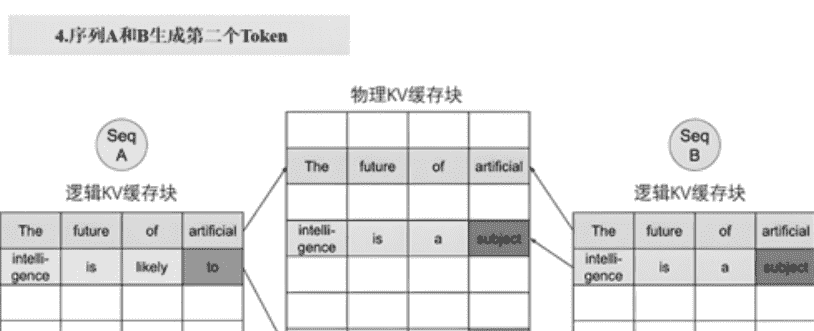 4.序列A和B生成第二个Token
物理KV缓存块
Seq
A
逻辑KV缓存块
The future of artificial
intelli-
gence is likely to
The future of artificial
intelli-
gence is a subject
Seq
B
逻辑KV缓存块
The future of artificial
intelli-
gence is a subject